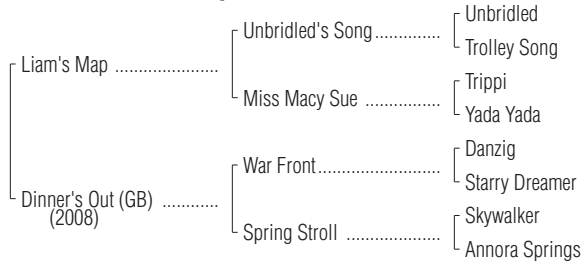 Unbridled
Unbridled's Song..............
Trolley Song
Liam's Map .....................
Trippi
Miss Macy Sue ...............
Yada Yada
Danzig
War Front.........................
Starry Dreamer
Dinner's Out (GB) ............
(2008)
Skywalker
Spring Stroll ...................
Annora Springs